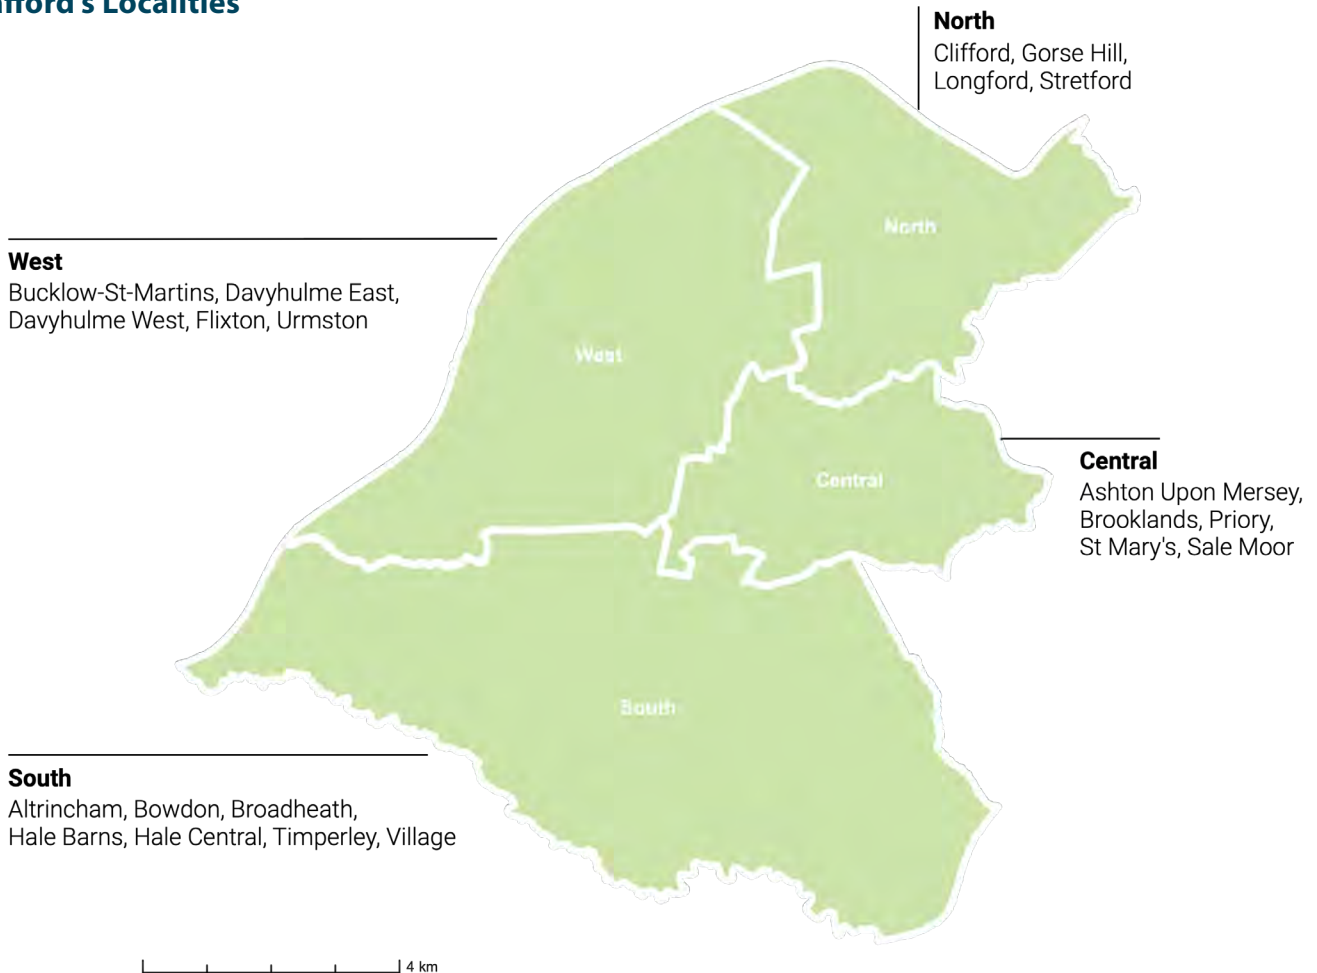 afford's Localities
North
Clifford, Gorse Hill,
Longford, Stretford
North
West
Bucklow-St-Martins, Davyhulme East,
Davyhulme West, Flixton, Urmston
West
Central
Central
Ashton Upon Mersey,
Brooklands, Priory,
St Mary's, Sale Moor
South
South
Altrincham, Bowdon, Broadheath,
Hale Barns, Hale Central, Timperley, Village
4 km